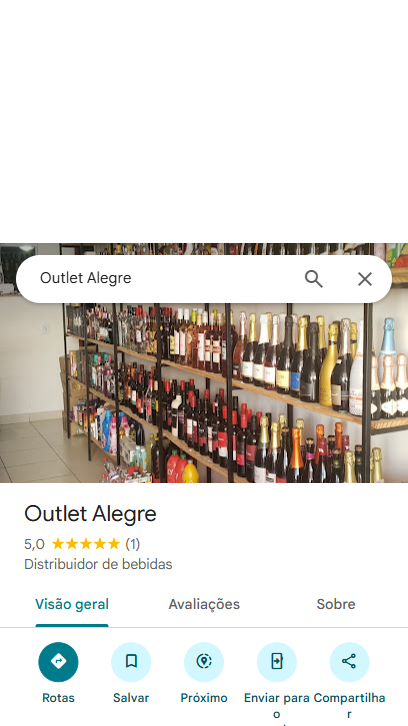 Outlet Alegre
Outlet Alegre
5,0 (1)
Distribuidor de bebidas
Visão geral Avaliações Sobre
Rotas Salvar Próximo Enviar para o Compartilhar